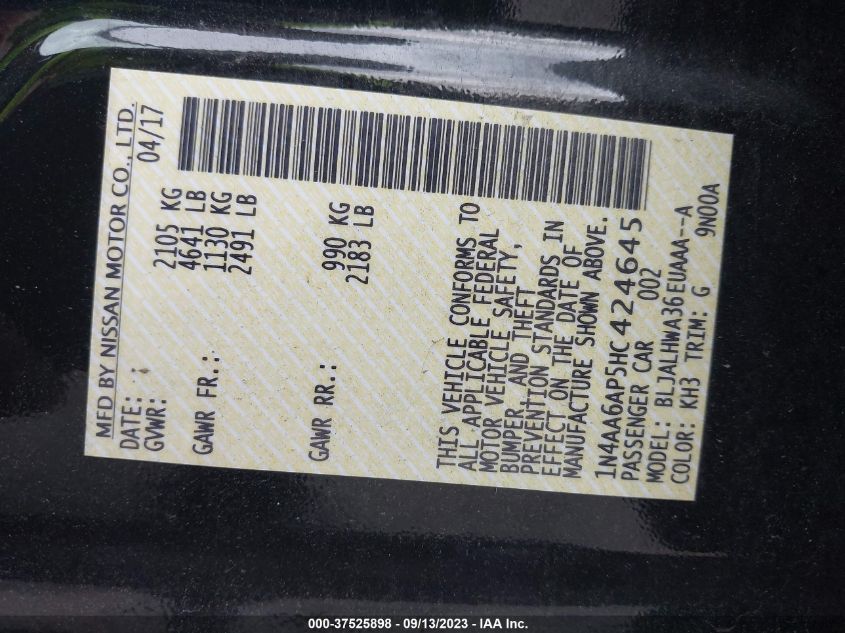 MFD BY NISSAN MOTOR CO., LTD.
DATE: 04/17
GVWR: 2105 KG
4641 LB
GAWR FR.: 1130 KG
2491 LB
GAWR RR.: 990 KG
2183 LB
THIS VEHICLE CONFORMS TO
ALL APPLICABLE FEDERAL
MOTOR VEHICLE SAFETY,
BUMPER, AND THEFT
PREVENTION STANDARDS IN
EFFECT ON THE DATE OF
MANUFACTURE SHOWN ABOVE.
1N4AA6AP5HC424645
PASSENGER CAR 002
MODEL: BLJALHWA36EUAAA--A
COLOR: KH3 TRIM: G 9N00A
000-37525898 - 09/13/2023 - IAA Inc.